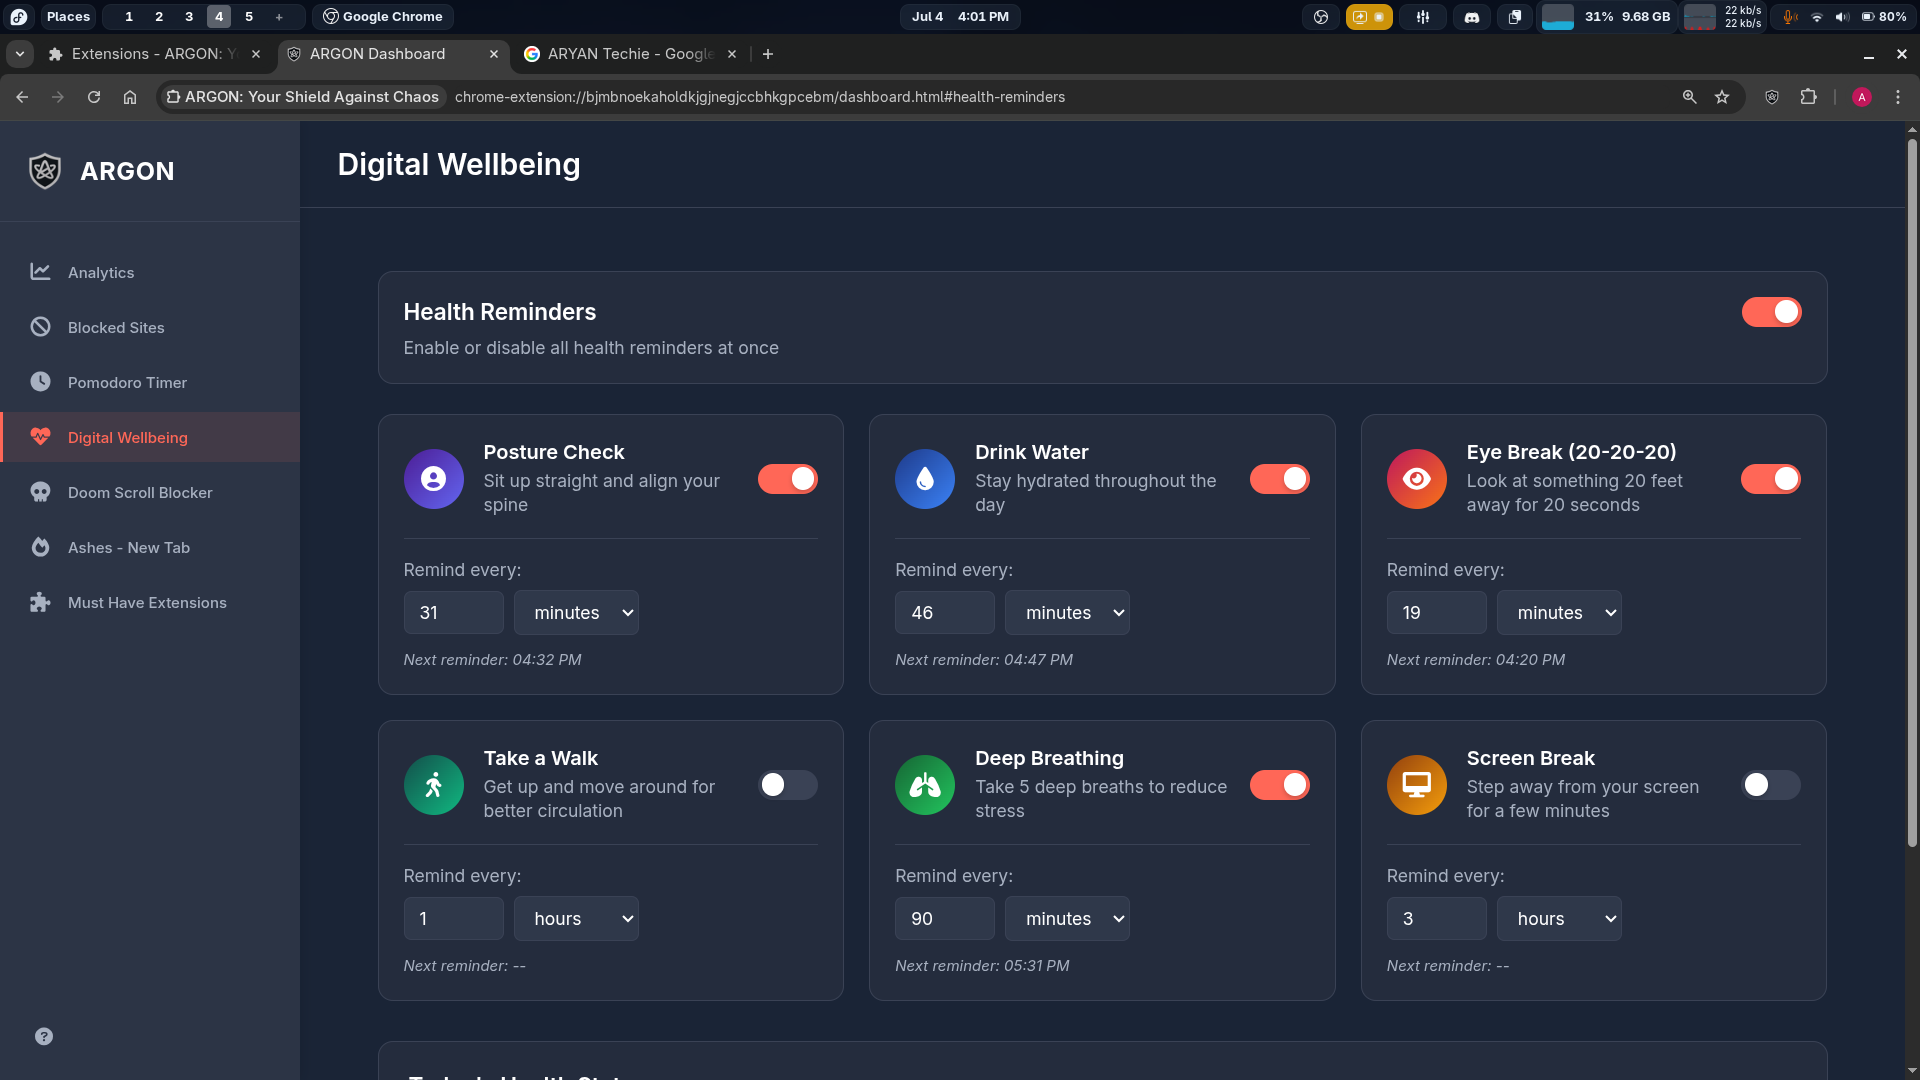 Places 1 2 3 4 5 + Google Chrome Jul 4 4:01 PM 31% 9.68 GB 22 kb/s 22 kb/s 80%
Extensions - ARGON: Y ARGON Dashboard ARYAN Techie - Google
ARGON: Your Shield Against Chaos chrome-extension://bjmbnoekaholdkjgjnegjccbhkgpcebm/dashboard.html#health-reminders A
ARGON
Analytics
Blocked Sites
Pomodoro Timer
Digital Wellbeing
Doom Scroll Blocker
Ashes - New Tab
Must Have Extensions
?
Digital Wellbeing
Health Reminders
Enable or disable all health reminders at once
Posture Check
Sit up straight and align your
spine
Remind every:
31 minutes
Next reminder: 04:32 PM
Drink Water
Stay hydrated throughout the
day
Remind every:
46 minutes
Next reminder: 04:47 PM
Eye Break (20-20-20)
Look at something 20 feet
away for 20 seconds
Remind every:
19 minutes
Next reminder: 04:20 PM
Take a Walk
Get up and move around for
better circulation
Remind every:
1 hours
Next reminder: --
Deep Breathing
Take 5 deep breaths to reduce
stress
Remind every:
90 minutes
Next reminder: 05:31 PM
Screen Break
Step away from your screen
for a few minutes
Remind every:
3 hours
Next reminder: --